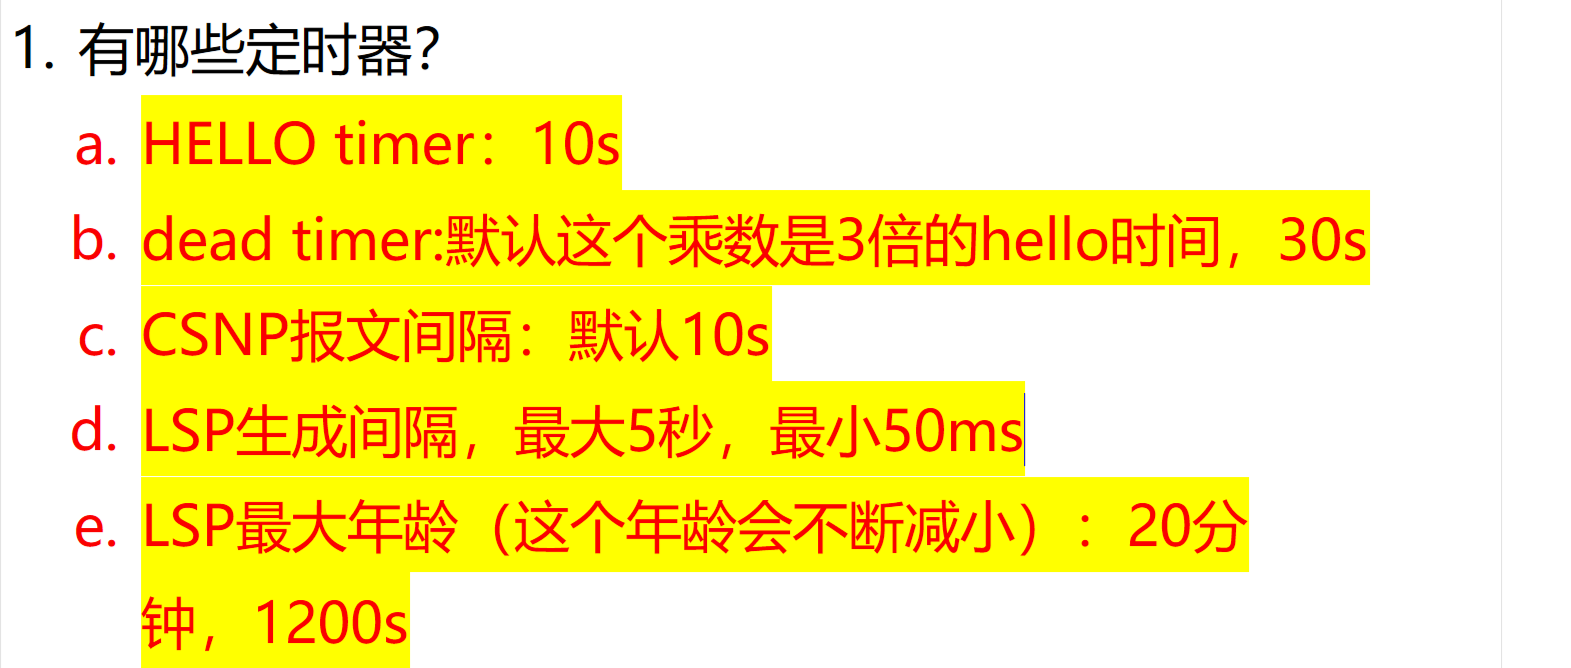 1. 有哪些定时器？
a. HELLO timer：10s
b. dead timer:默认这个乘数是3倍的hello时间，30s
c. CSNP报文间隔：默认10s
d. LSP生成间隔，最大5秒，最小50ms
e. LSP最大年龄（这个年龄会不断减小）：20分
钟，1200s